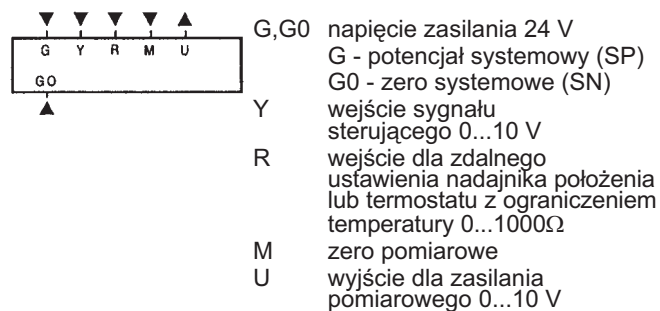 G Y R M U
G0
G,G0 napięcie zasilania 24 V
G - potencjał systemowy (SP)
G0 - zero systemowe (SN)
Y wejście sygnału
sterującego 0...10 V
R wejście dla zdalnego
ustawienia nadajnika położenia
lub termostatu z ograniczeniem
temperatury 0...1000Ω
M zero pomiarowe
U wyjście dla zasilania
pomiarowego 0...10 V